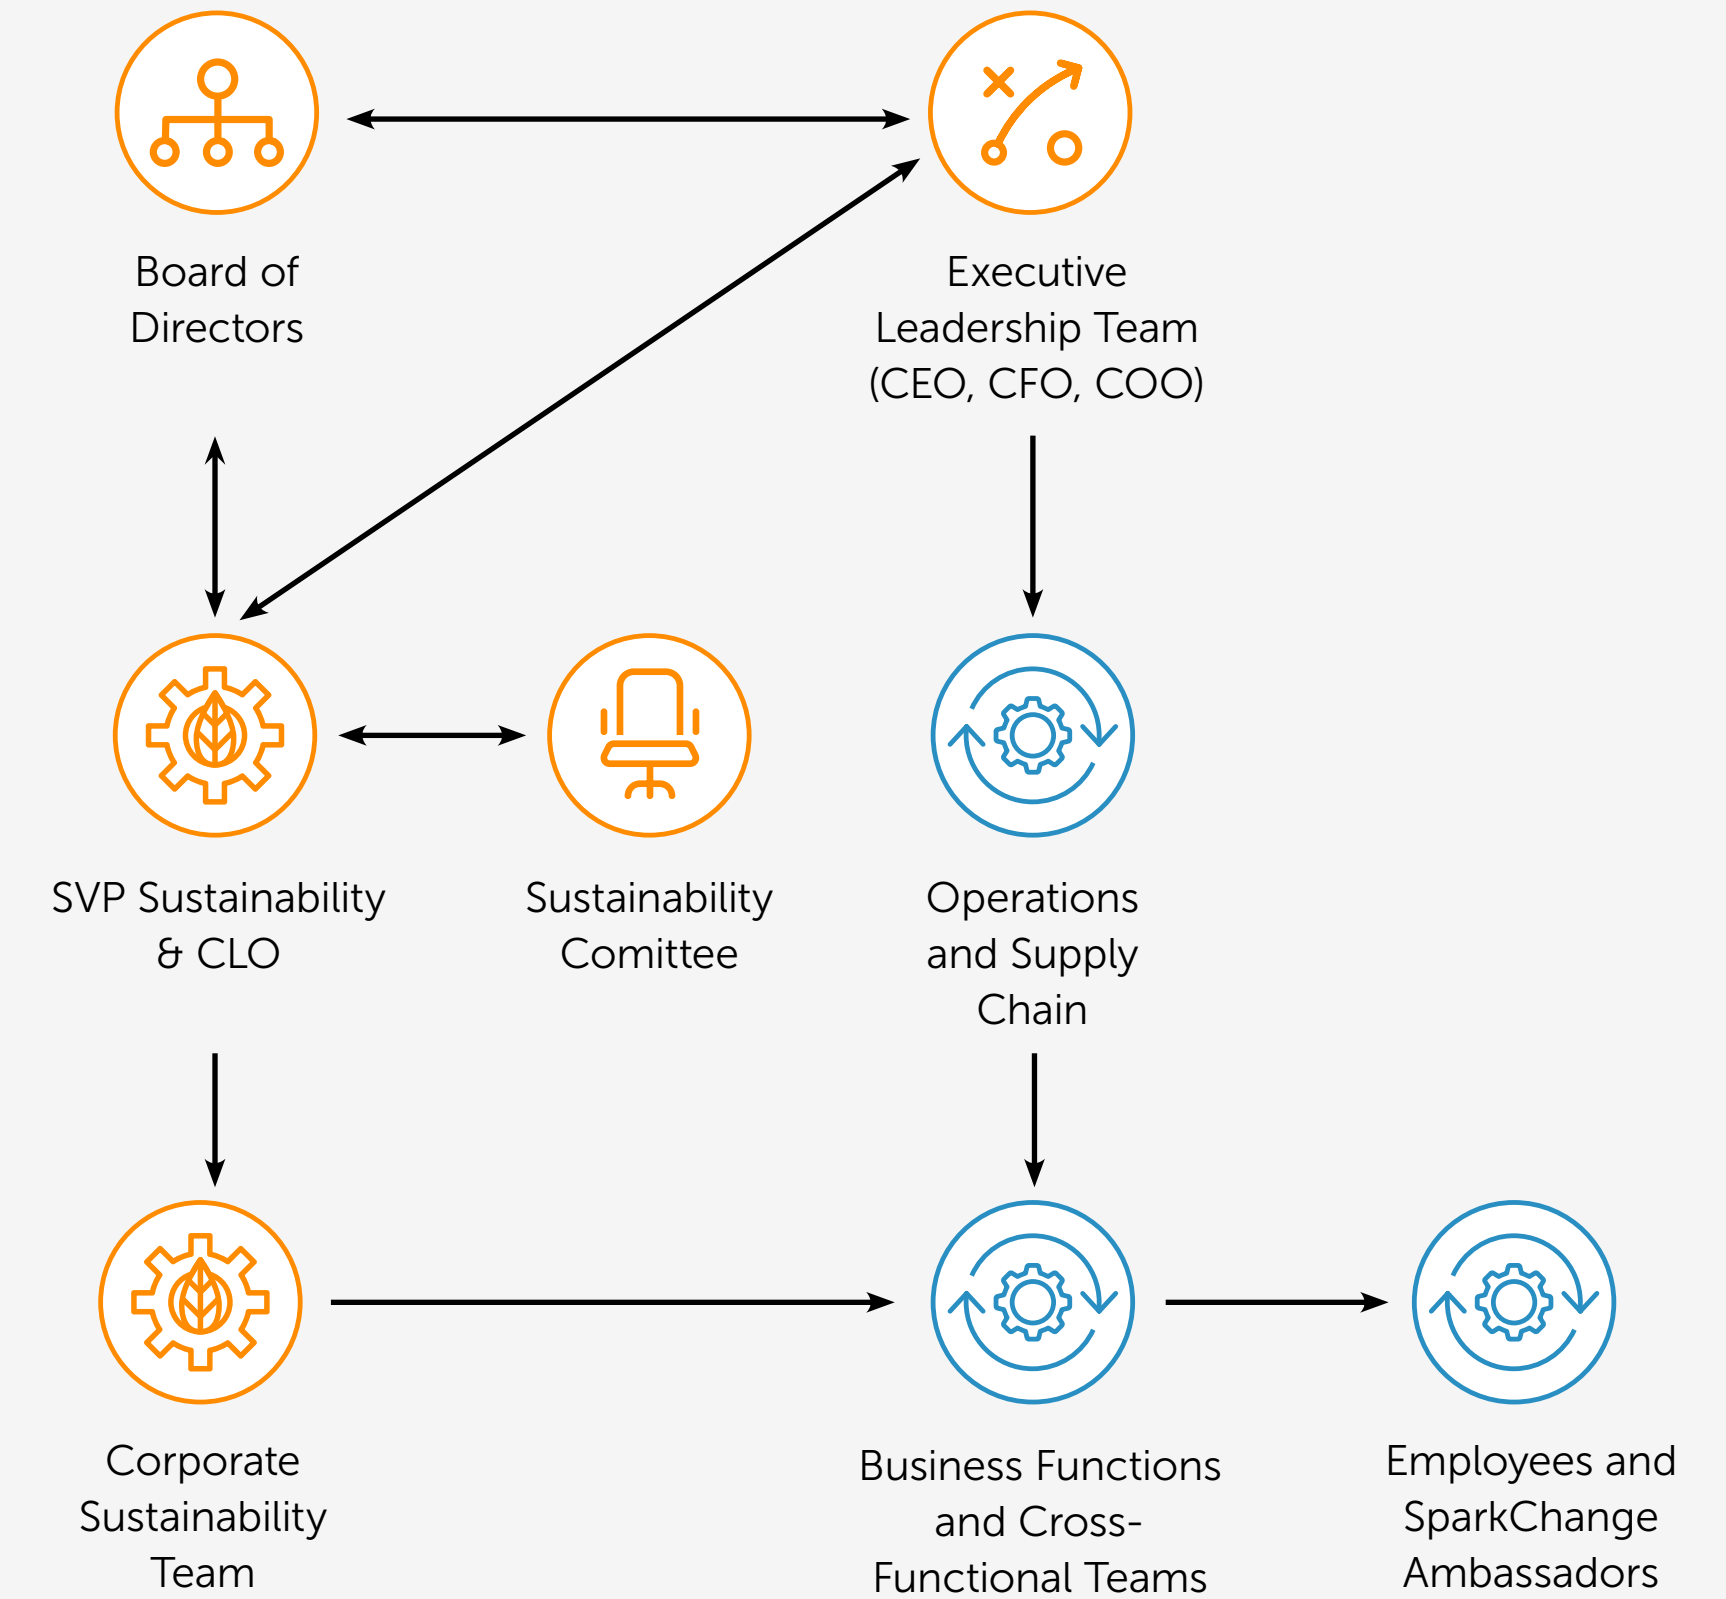 Board of
Directors
Executive
Leadership Team
(CEO, CFO, COO)
SVP Sustainability
& CLO
Sustainability
Comittee
Operations
and Supply
Chain
Corporate
Sustainability
Team
Business Functions
and Cross-
Functional Teams
Employees and
SparkChange
Ambassadors